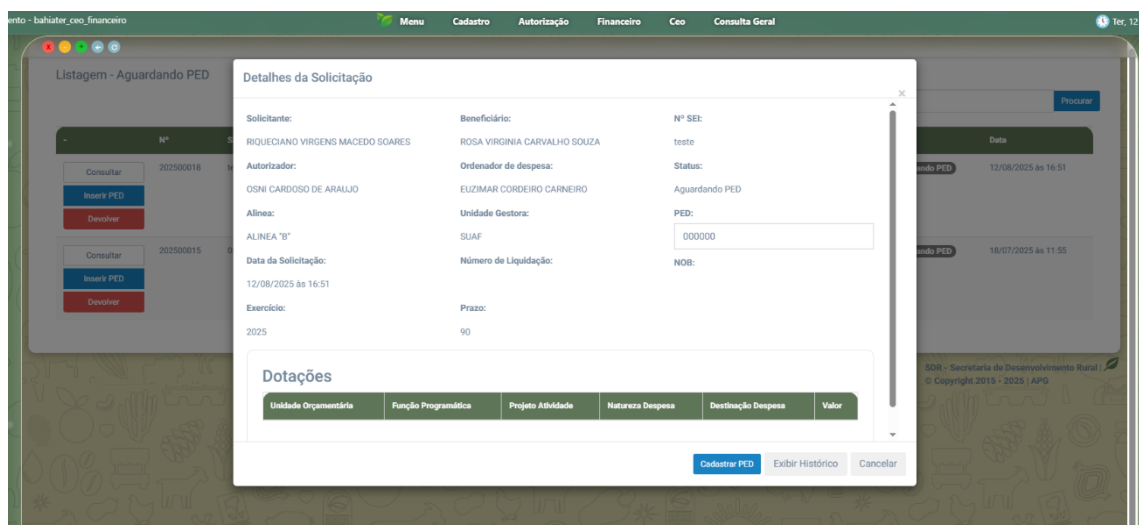 ento - bahiater_ceo_financeiro Menu Cadastro Autorização Financeiro Ceo Consulta Geral Ter, 12
Listagem - Aguardando PED
Procurar
- Nº Data
Consultar 202500018 ando PED 12/08/2025 às 16:51
Inserir PED
Devolver
Consultar 202500015 ando PED 18/07/2025 às 11:55
Inserir PED
Devolver
Detalhes da Solicitação
×
Solicitante: Beneficiário: Nº SEI:
RIQUECIANO VIRGENS MACEDO SOARES ROSA VIRGINIA CARVALHO SOUZA teste
Autorizador: Ordenador de despesa: Status:
OSNI CARDOSO DE ARAUJO EUZIMAR CORDEIRO CARNEIRO Aguardando PED
Alínea: Unidade Gestora: PED:
ALINEA "B" SUAF 000000
Data da Solicitação: Número de Liquidação: NOB:
12/08/2025 às 16:51
Exercício: Prazo:
2025 90
Dotações
Unidade Orçamentária Função Programática Projeto Atividade Natureza Despesa Destinação Despesa Valor
Cadastrar PED Exibir Histórico Cancelar
SDR - Secretaria de Desenvolvimento Rural |
© Copyright 2015 - 2025 | APG